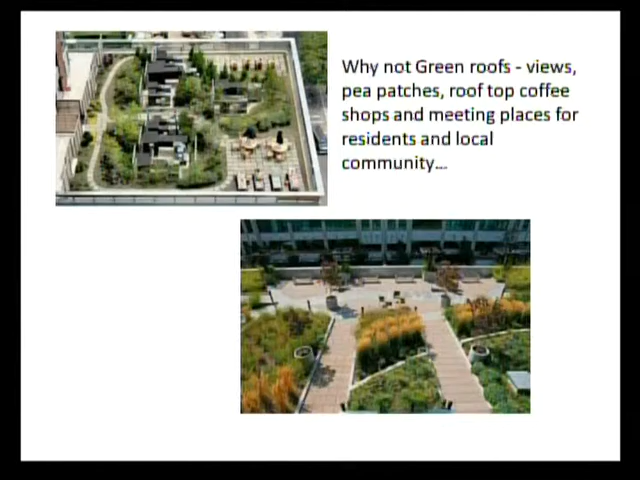 Why not Green roofs - views,
pea patches, roof top coffee
shops and meeting places for
residents and local
community...